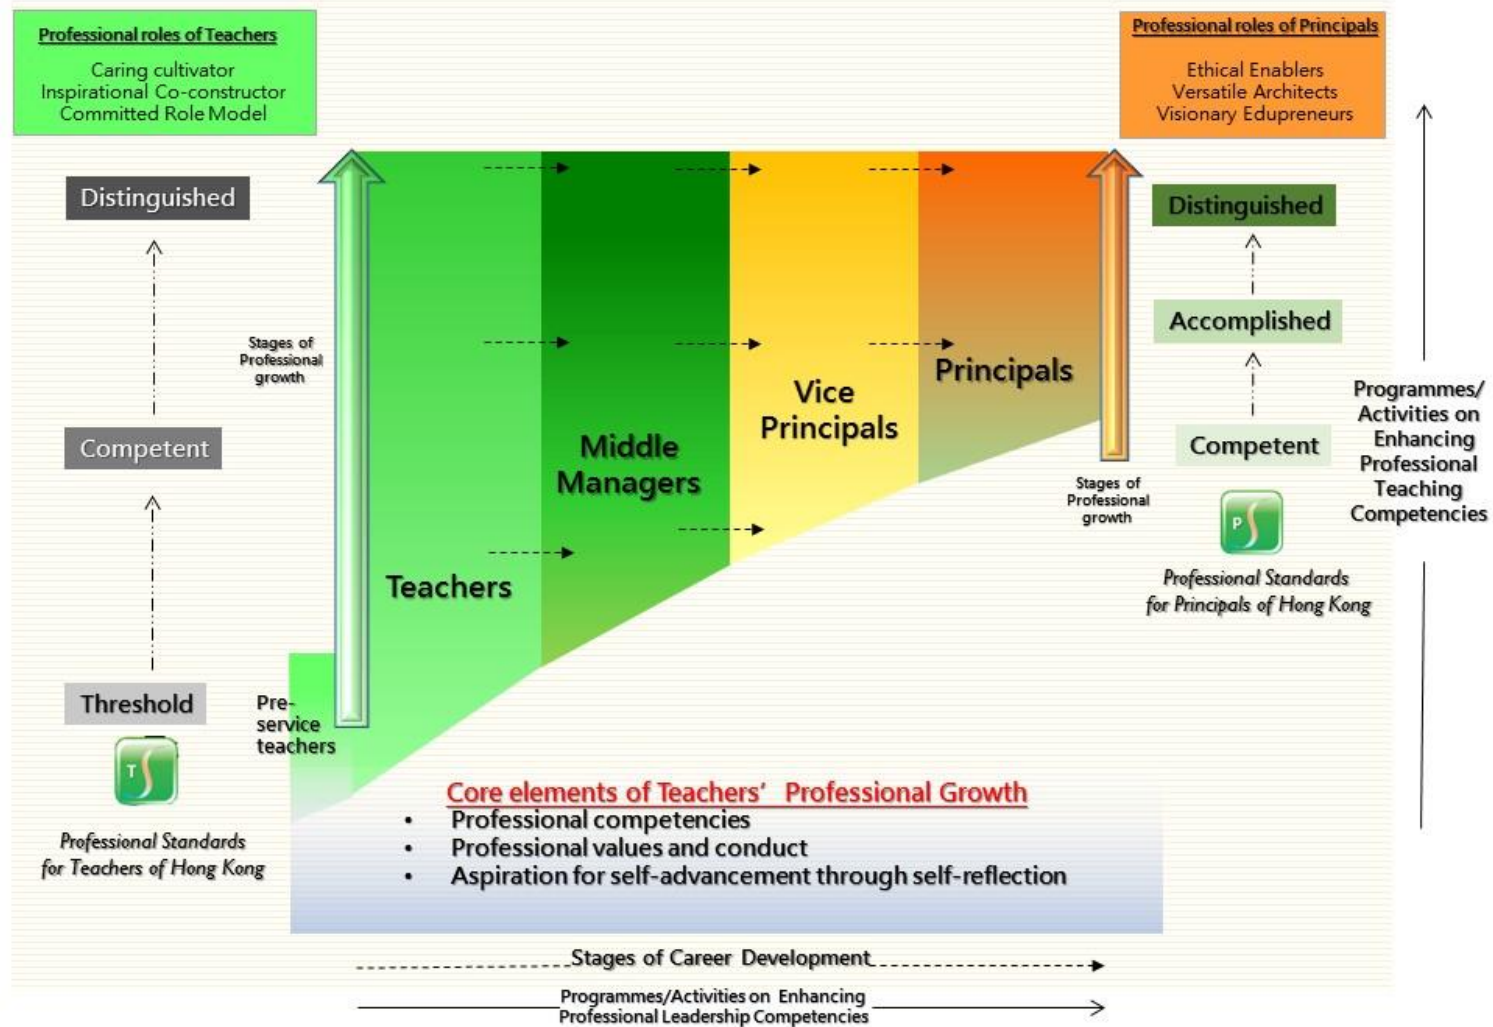 Professional roles of Teachers
Caring cultivator
Inspirational Co-constructor
Committed Role Model
Professional roles of Principals
Ethical Enablers
Versatile Architects
Visionary Edupreneurs
Distinguished
Competent
Threshold
T
Professional Standards
for Teachers of Hong Kong
Stages of
Professional
growth
Pre-
service
teachers
Teachers
Middle
Managers
Vice
Principals
Principals
Stages of
Professional
growth
Distinguished
Accomplished
Competent
P
Professional Standards
for Principals of Hong Kong
Programmes/
Activities on
Enhancing
Professional
Teaching
Competencies
Core elements of Teachers’ Professional Growth
• Professional competencies
• Professional values and conduct
• Aspiration for self-advancement through self-reflection
Stages of Career Development
Programmes/Activities on Enhancing
Professional Leadership Competencies